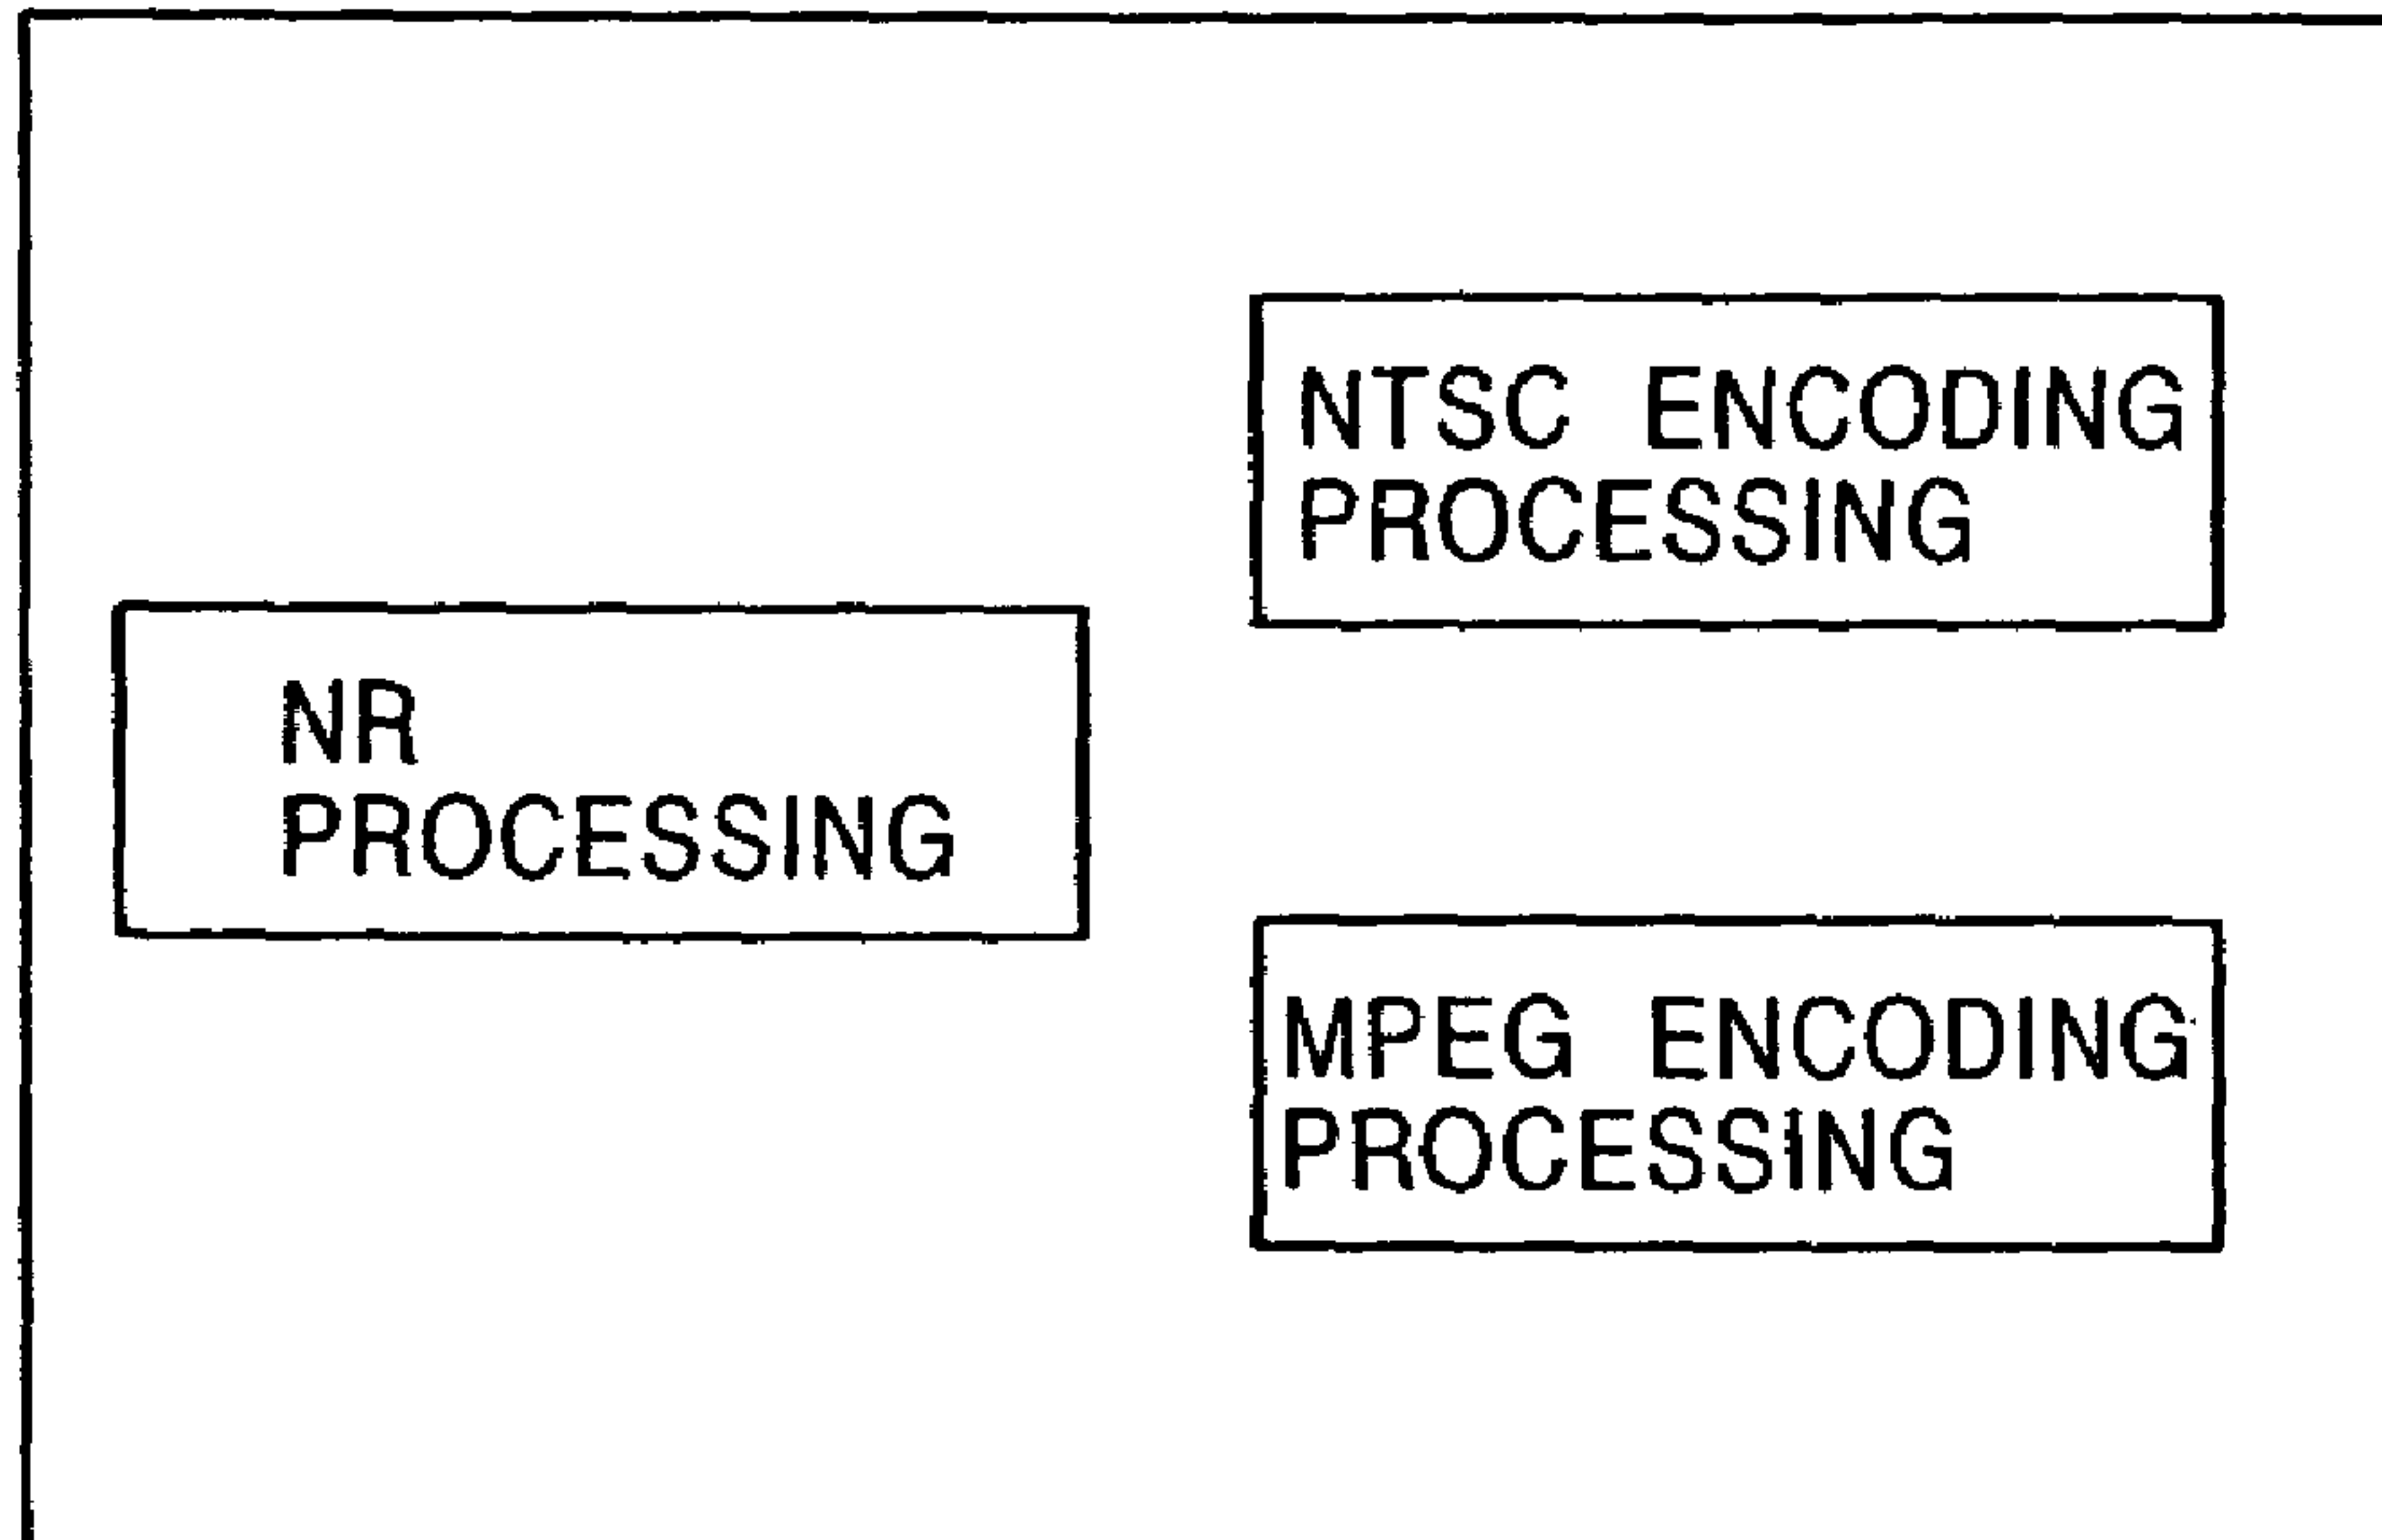 NTSC ENCODING
PROCESSING
NR
PROCESSING
MPEG ENCODING
PROCESSING